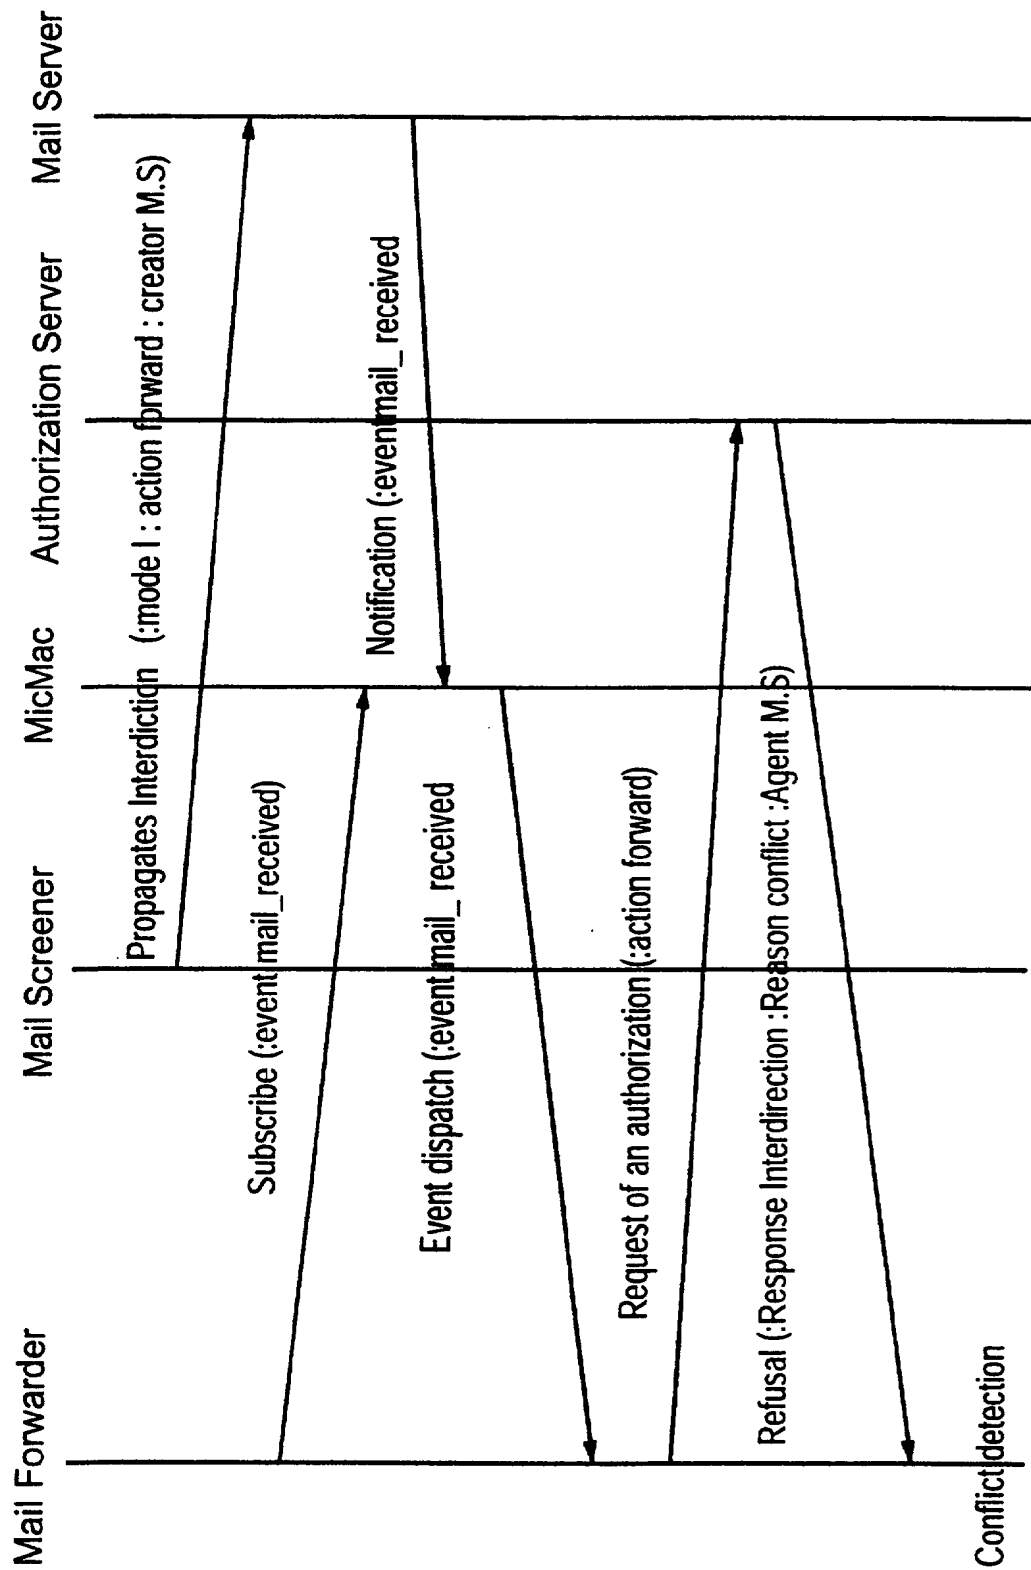 Mail Forwarder
Mail Screener
MicMac
Authorization Server
Mail Server
Propagates Interdiction (:mode I : action forward : creator M.S)
Subscribe (:event mail_received)
Notification (:event mail_ received
Event dispatch (:event mail_ received
Request of an authorization (:action forward)
Refusal (:Response Interdirection :Reason conflict :Agent M.S)
Conflict detection